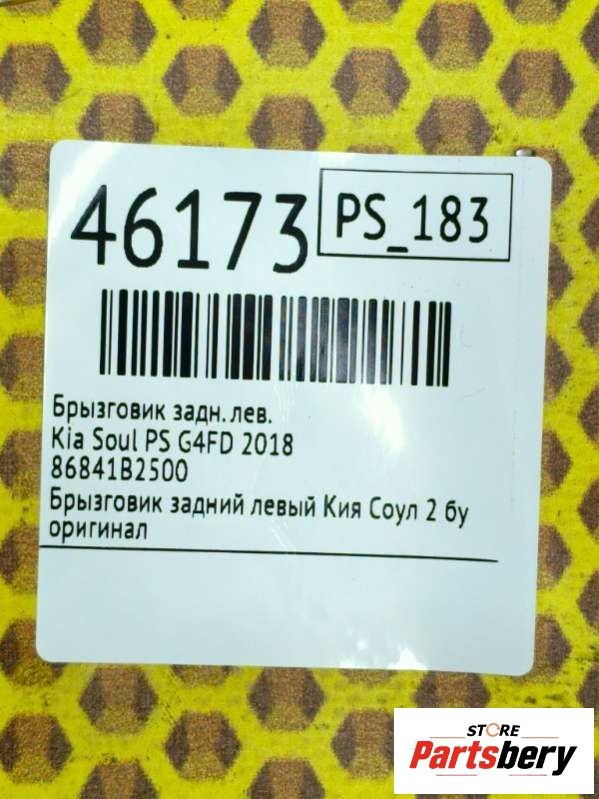 46173
PS_183
Брызговик задн. лев.
Kia Soul PS G4FD 2018
86841B2500
Брызговик задний левый Кия Соул 2 бу
оригинал
STORE
Partsbery